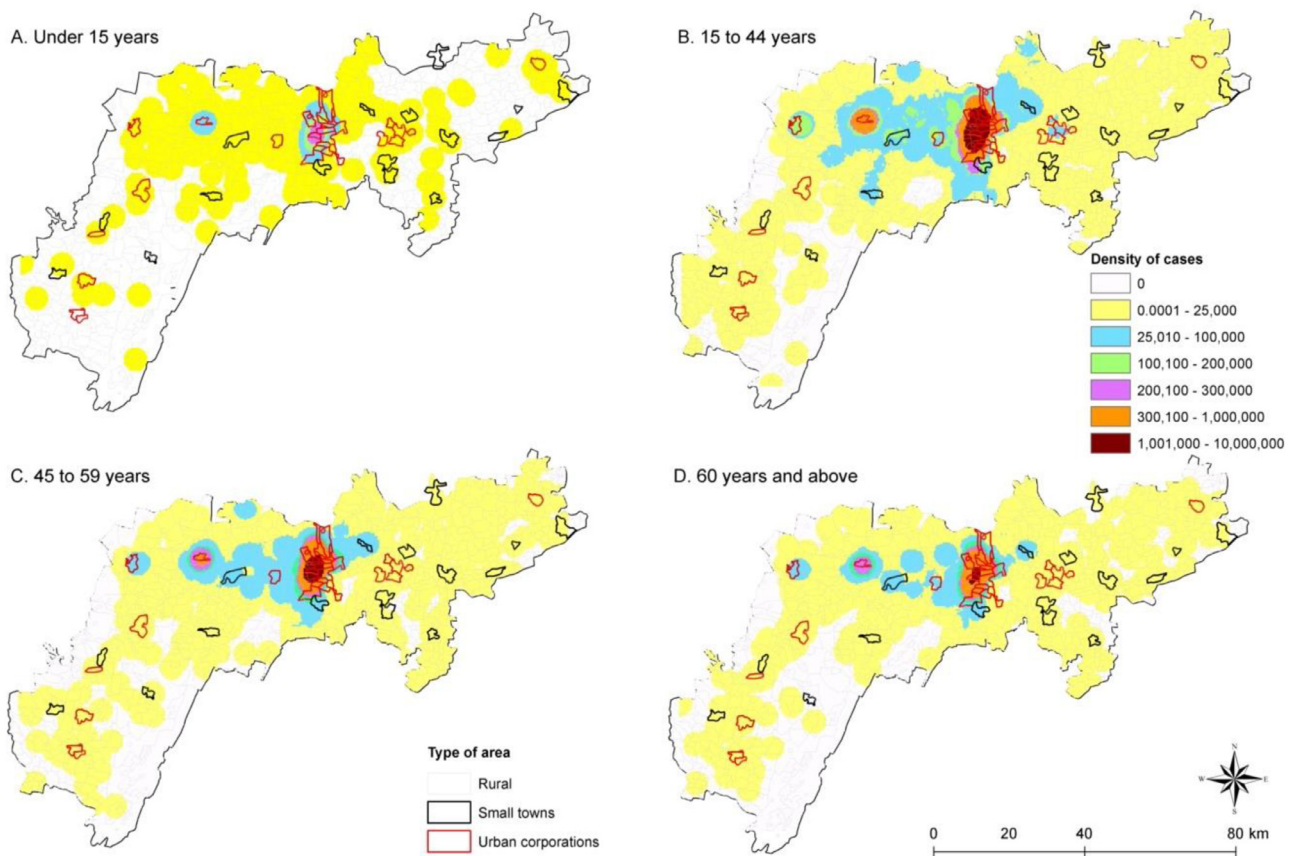 A. Under 15 years
B. 15 to 44 years
Density of cases
0
0.0001 - 25,000
25,010 - 100,000
100,100 - 200,000
200,100 - 300,000
300,100 - 1,000,000
1,001,000 - 10,000,000
C. 45 to 59 years
D. 60 years and above
Type of area
Rural
Small towns
Urban corporations
N
W E
S
0 20 40 80 km